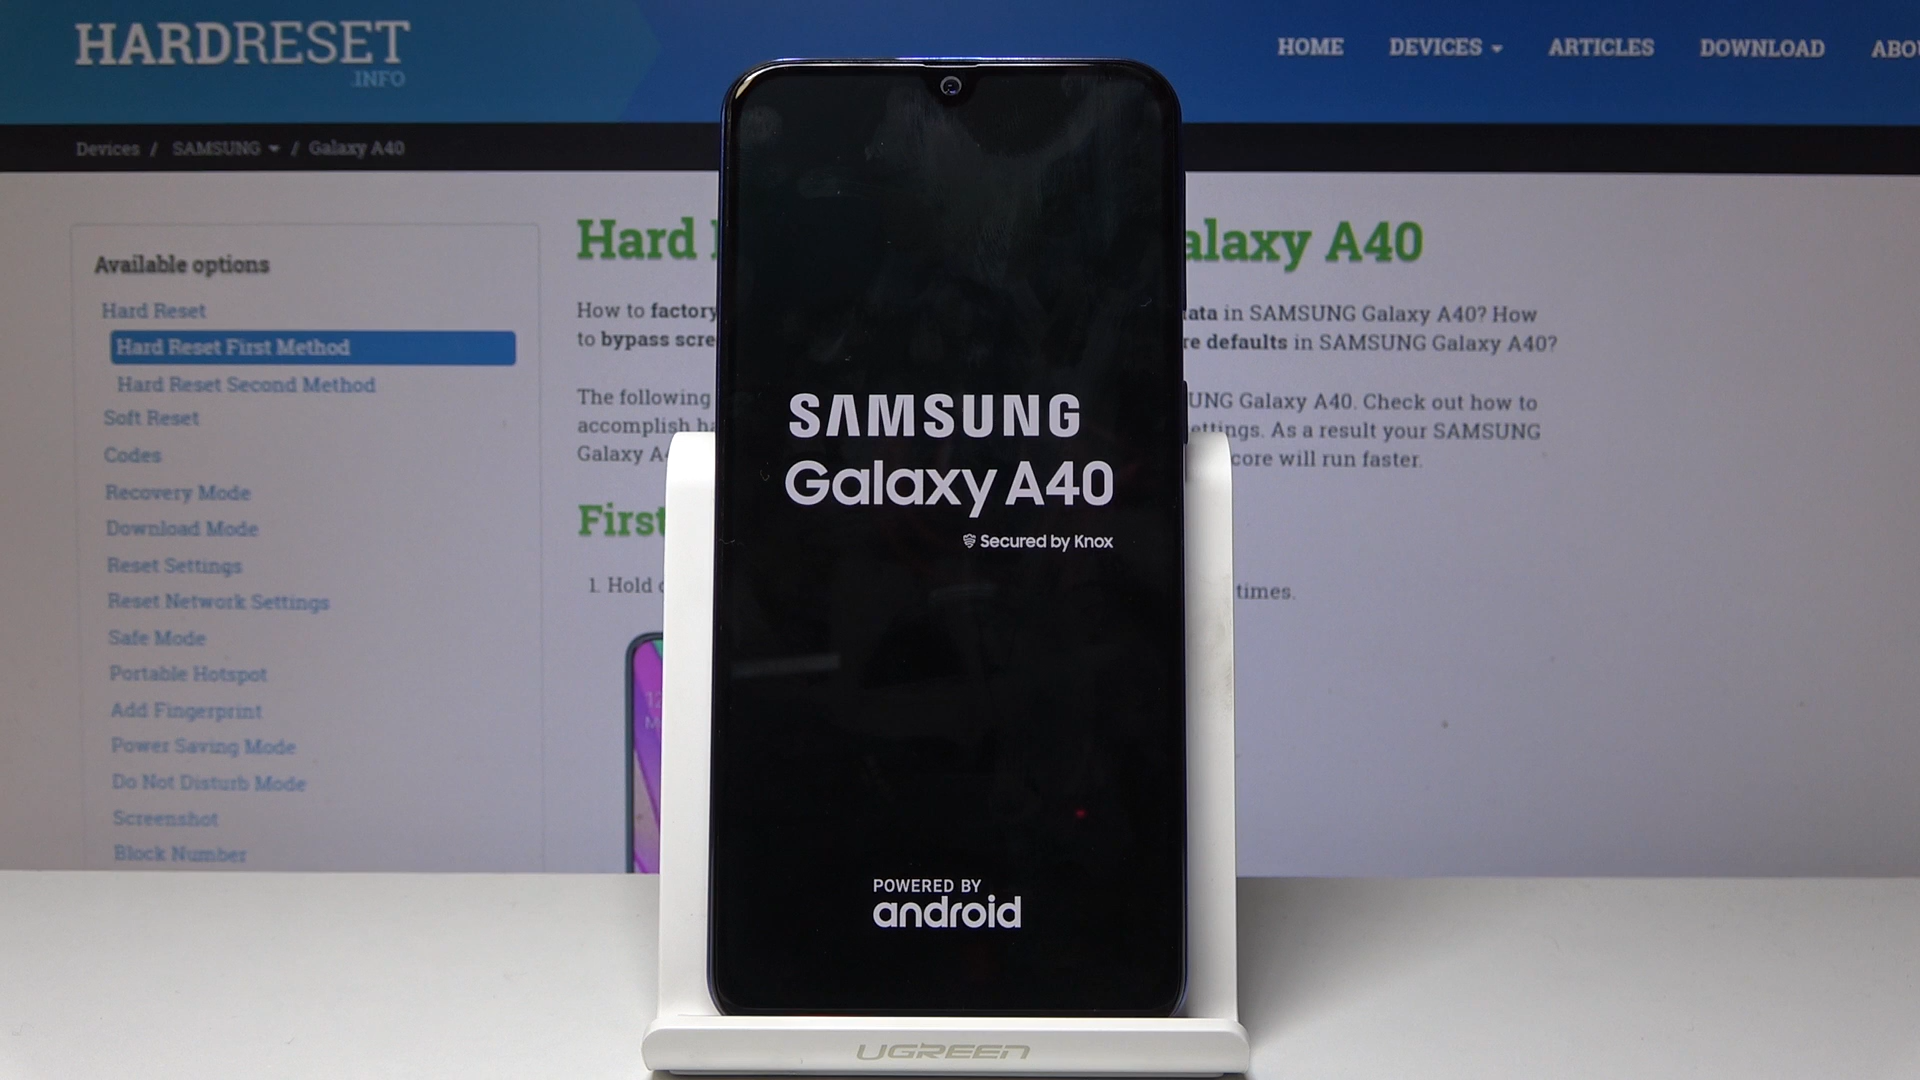 HARDRESET
.INFO
HOME DEVICES ARTICLES DOWNLOAD
Devices / SAMSUNG / Galaxy A40
Available options
Hard Reset
Hard Reset First Method
Hard Reset Second Method
Soft Reset
Codes
Recovery Mode
Download Mode
Reset Settings
Reset Network Settings
Safe Mode
Portable Hotspot
Add Fingerprint
Power Saving Mode
Do Not Disturb Mode
Screenshot
Block Number
Hard alaxy A40
How to factory ata in SAMSUNG Galaxy A40? How
to bypass scre re defaults in SAMSUNG Galaxy A40?
The following UNG Galaxy A40. Check out how to
accomplish ha ettings. As a result your SAMSUNG
Galaxy A4 core will run faster.
First
1. Hold times.
SAMSUNG
Galaxy A40
Secured by Knox
POWERED BY
android
UGREEN